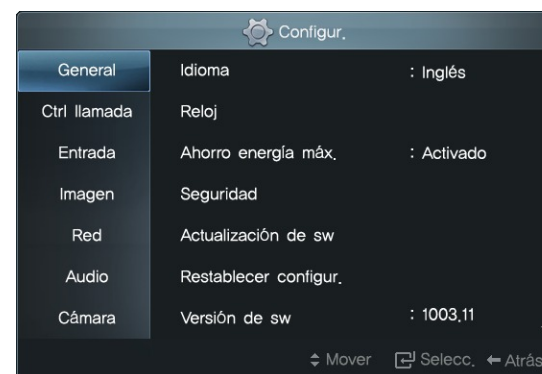 Configur.
General
Idioma : Inglés
Ctrl llamada
Reloj
Entrada
Ahorro energía máx. : Activado
Imagen
Seguridad
Red
Actualización de sw
Audio
Restablecer configur.
Cámara
Versión de sw : 1003.11
Mover Selecc. Atrás